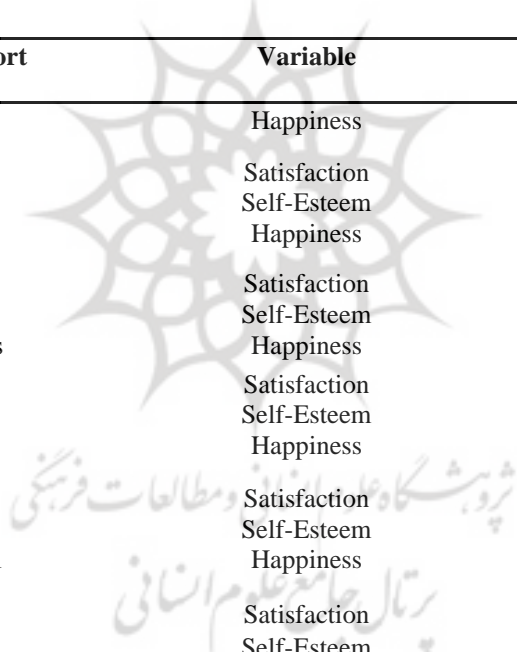 ort Variable
Happiness
Satisfaction
Self-Esteem
Happiness
Satisfaction
Self-Esteem
s Happiness
Satisfaction
Self-Esteem
Happiness
پژوهشگاه علوم انسانی و مطالعات فرهنگی
Satisfaction
Self-Esteem
Happiness
پرتال جامع علوم انسانی
Satisfaction
Self-Esteem